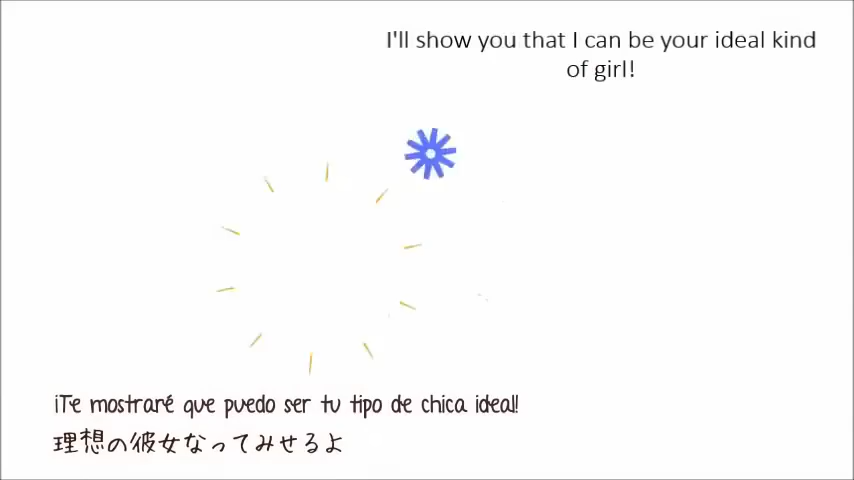 I'll show you that I can be your ideal kind
of girl!
¡Te mostraré que puedo ser tu tipo de chica ideal!
理想の彼女なってみせるよ